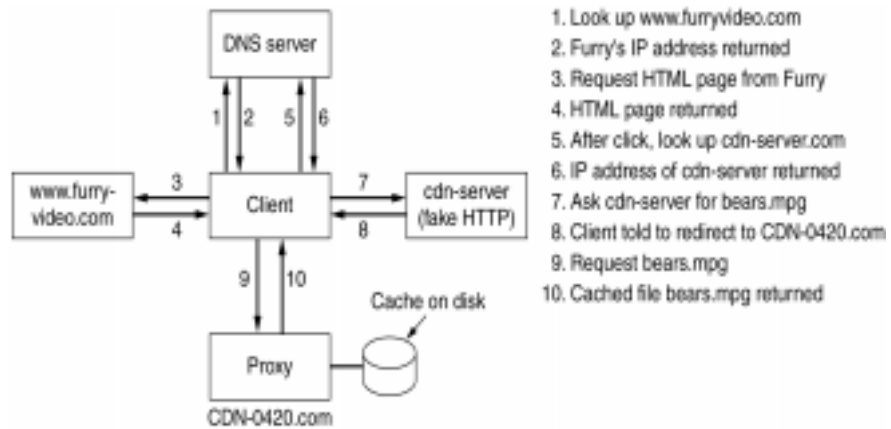 DNS server
1
2
5
6
www.furry-
video.com
3
4
Client
7
8
cdn-server
(fake HTTP)
9
10
Cache on disk
Proxy
CDN-0420.com
1. Look up www.furryvideo.com
2. Furry's IP address returned
3. Request HTML page from Furry
4. HTML page returned
5. After click, look up cdn-server.com
6. IP address of cdn-server returned
7. Ask cdn-server for bears.mpg
8. Client told to redirect to CDN-0420.com
9. Request bears.mpg
10. Cached file bears.mpg returned